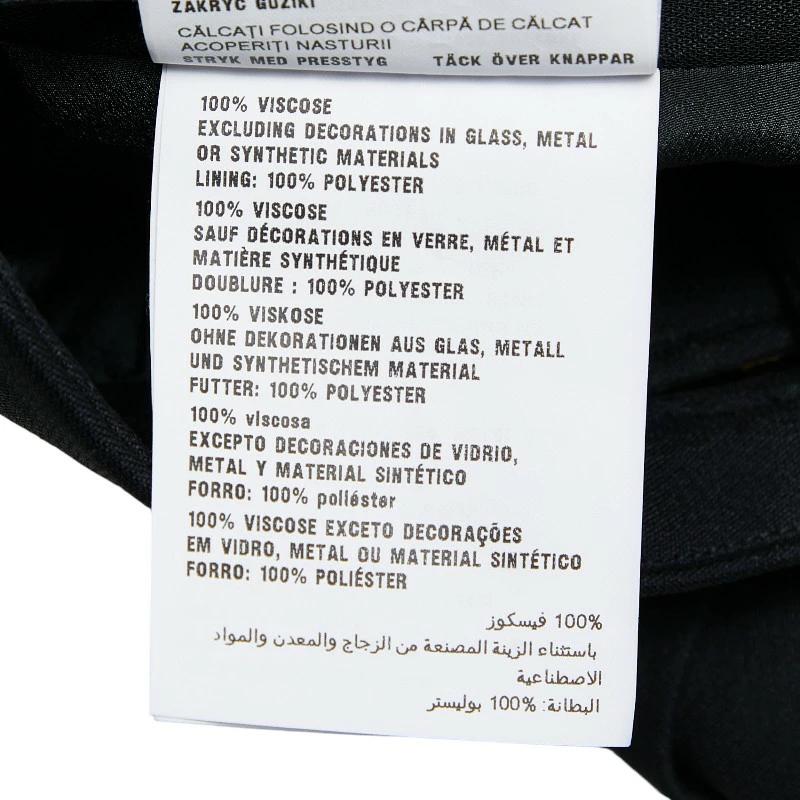 ZAKRYĆ GUZIKI
CĂLCAȚI FOLOSIND O CÂRPĂ DE CĂLCAT
ACOPERIȚI NASTURII
STRYK MED PRESSTYG TÄCK ÖVER KNAPPAR
100% VISCOSE
EXCLUDING DECORATIONS IN GLASS, METAL
OR SYNTHETIC MATERIALS
LINING: 100% POLYESTER
100% VISCOSE
SAUF DÉCORATIONS EN VERRE, MÉTAL ET
MATIÈRE SYNTHÉTIQUE
DOUBLURE : 100% POLYESTER
100% VISKOSE
OHNE DEKORATIONEN AUS GLAS, METALL
UND SYNTHETISCHEM MATERIAL
FUTTER: 100% POLYESTER
100% viscosa
EXCEPTO DECORACIONES DE VIDRIO,
METAL Y MATERIAL SINTÉTICO
FORRO: 100% poliéster
100% VISCOSE EXCETO DECORAÇÕES
EM VIDRO, METAL OU MATERIAL SINTÉTICO
FORRO: 100% POLIÉSTER
100% فيسكوز
باستثناء الزينة المصنعة من الزجاج والمعدن والمواد
الاصطناعية
البطانة: 100% بوليستر